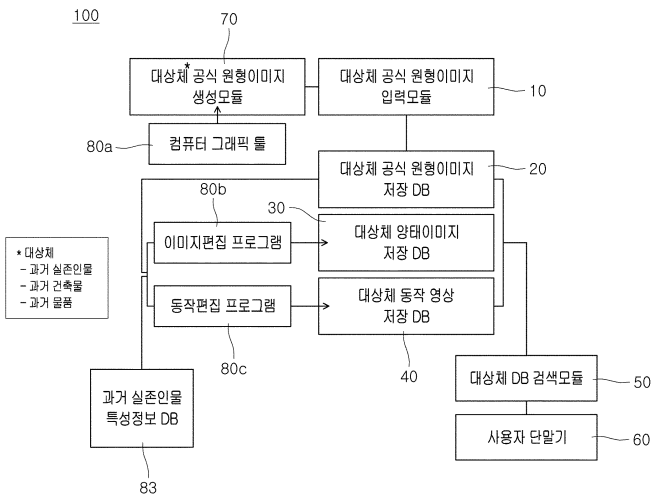 100
70
대상체* 공식 원형이미지
생성모듈
대상체 공식 원형이미지
입력모듈
10
80a
컴퓨터 그래픽 툴
대상체 공식 원형이미지
저장 DB
20
80b
30
이미지편집 프로그램
대상체 양태이미지
저장 DB
* 대상체
- 과거 실존인물
- 과거 건축물
- 과거 물품
동작편집 프로그램
대상체 동작 영상
저장 DB
80c
40
과거 실존인물
특성정보 DB
대상체 DB 검색모듈
50
사용자 단말기
60
83